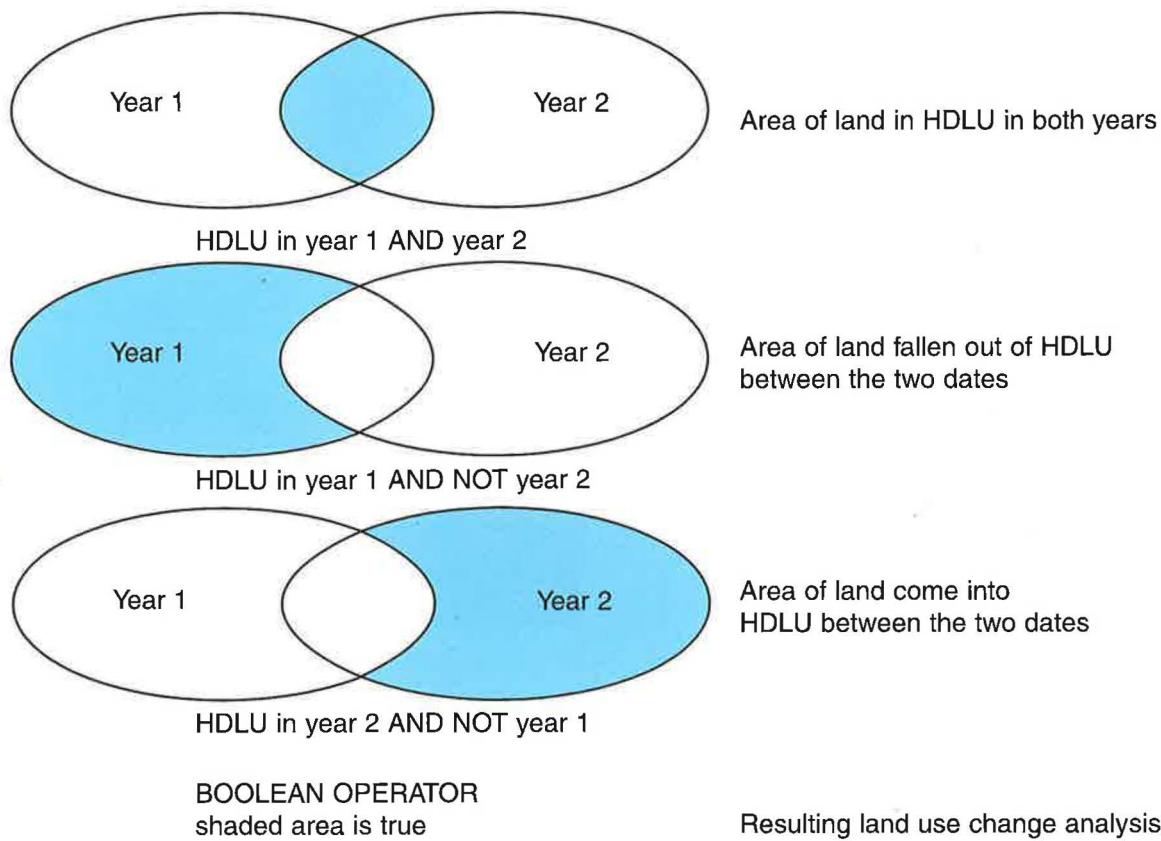 Year 1
Year 2
Area of land in HDLU in both years
HDLU in year 1 AND year 2
Year 1
Year 2
Area of land fallen out of HDLU
between the two dates
HDLU in year 1 AND NOT year 2
Year 1
Year 2
Area of land come into
HDLU between the two dates
HDLU in year 2 AND NOT year 1
BOOLEAN OPERATOR
shaded area is true
Resulting land use change analysis